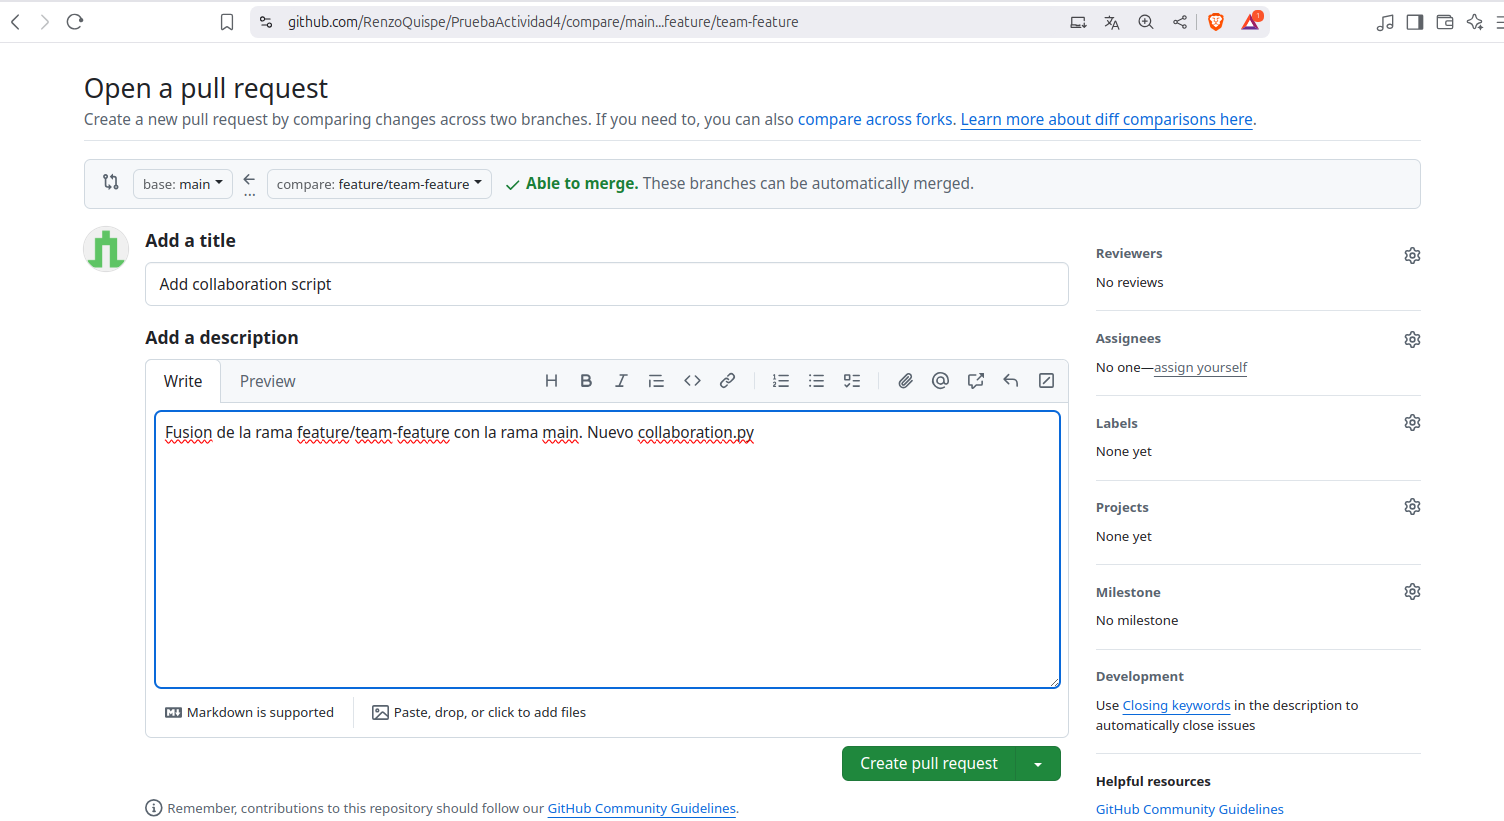 github.com/RenzoQuispe/PruebaActividad4/compare/main...feature/team-feature
1
Open a pull request
Create a new pull request by comparing changes across two branches. If you need to, you can also compare across forks. Learn more about diff comparisons here.
base: main
...
compare: feature/team-feature
Able to merge. These branches can be automatically merged.
Add a title
Add collaboration script
Add a description
Write
Preview
Fusion de la rama feature/team-feature con la rama main. Nuevo collaboration.py
Markdown is supported
Paste, drop, or click to add files
Create pull request
Remember, contributions to this repository should follow our GitHub Community Guidelines.
Reviewers
No reviews
Assignees
No one—assign yourself
Labels
None yet
Projects
None yet
Milestone
No milestone
Development
Use Closing keywords in the description to
automatically close issues
Helpful resources
GitHub Community Guidelines